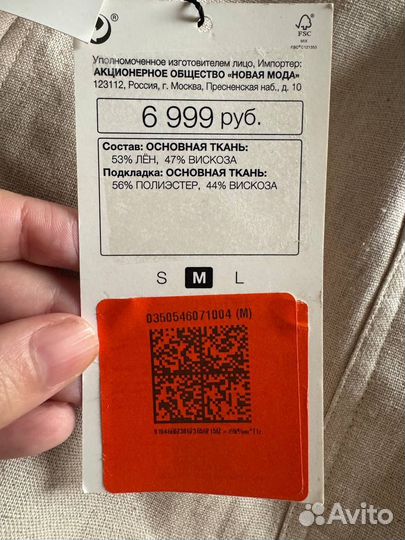 ®
FSC
MIX
Уполномоченное изготовителем лицо, Импортер:
АКЦИОНЕРНОЕ ОБЩЕСТВО «НОВАЯ МОДА»
123112, Россия, г. Москва, Пресненская наб., д. 10
6 999 руб.
Состав: ОСНОВНАЯ ТКАНЬ:
53% ЛЁН, 47% ВИСКОЗА
Подкладка: ОСНОВНАЯ ТКАНЬ:
56% ПОЛИЭСТЕР, 44% ВИСКОЗА
S M L
0350546071004 (M)
Avito